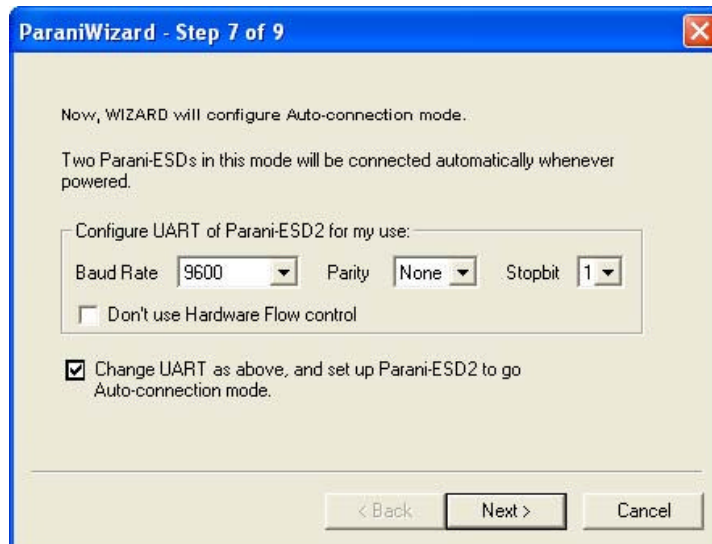 ParaniWizard - Step 7 of 9
Now, WIZARD will configure Auto-connection mode.
Two Parani-ESDs in this mode will be connected automatically whenever
powered.
Configure UART of Parani-ESD2 for my use:
Baud Rate 9600 Parity None Stopbit 1
Don't use Hardware Flow control
Change UART as above, and set up Parani-ESD2 to go
Auto-connection mode.
< Back Next > Cancel